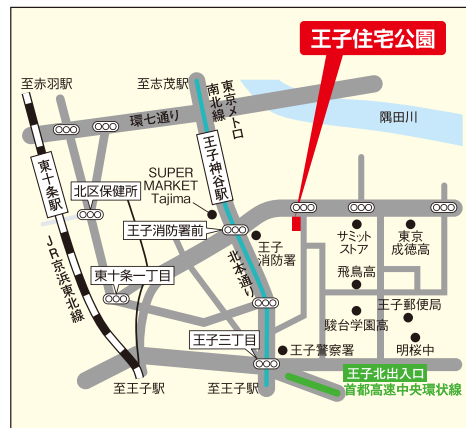 王子住宅公園
至赤羽駅
至志茂駅
東京メトロ
南北線
環七通り
隅田川
東十条駅
王子神谷駅
北区保健所
SUPER
MARKET
Tajima
王子消防署前
王子
消防署
サミット
ストア
東京
成徳高
飛鳥高
北本通り
JR京浜東北線
東十条一丁目
王子郵便局
駿台学園高
王子三丁目
王子警察署
明桜中
至王子駅
至王子駅
王子北出入口
首都高速中央環状線